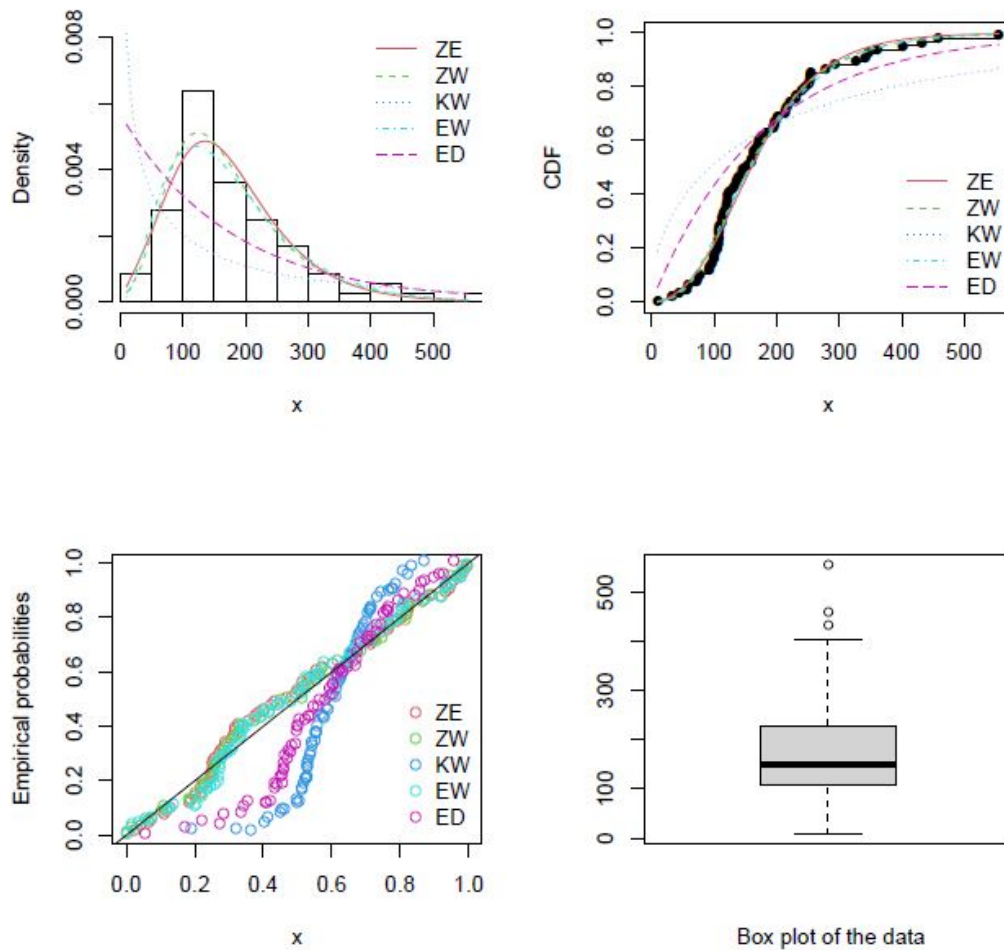 Density
0.000
0.004
0.008
0 100 200 300 400 500
x
ZE
ZW
KW
EW
ED
CDF
0.0
0.2
0.4
0.6
0.8
1.0
0 100 200 300 400 500
x
ZE
ZW
KW
EW
ED
Empirical probabilities
0.0
0.2
0.4
0.6
0.8
1.0
0.0 0.2 0.4 0.6 0.8 1.0
x
ZE
ZW
KW
EW
ED
0
100
300
500
Box plot of the data